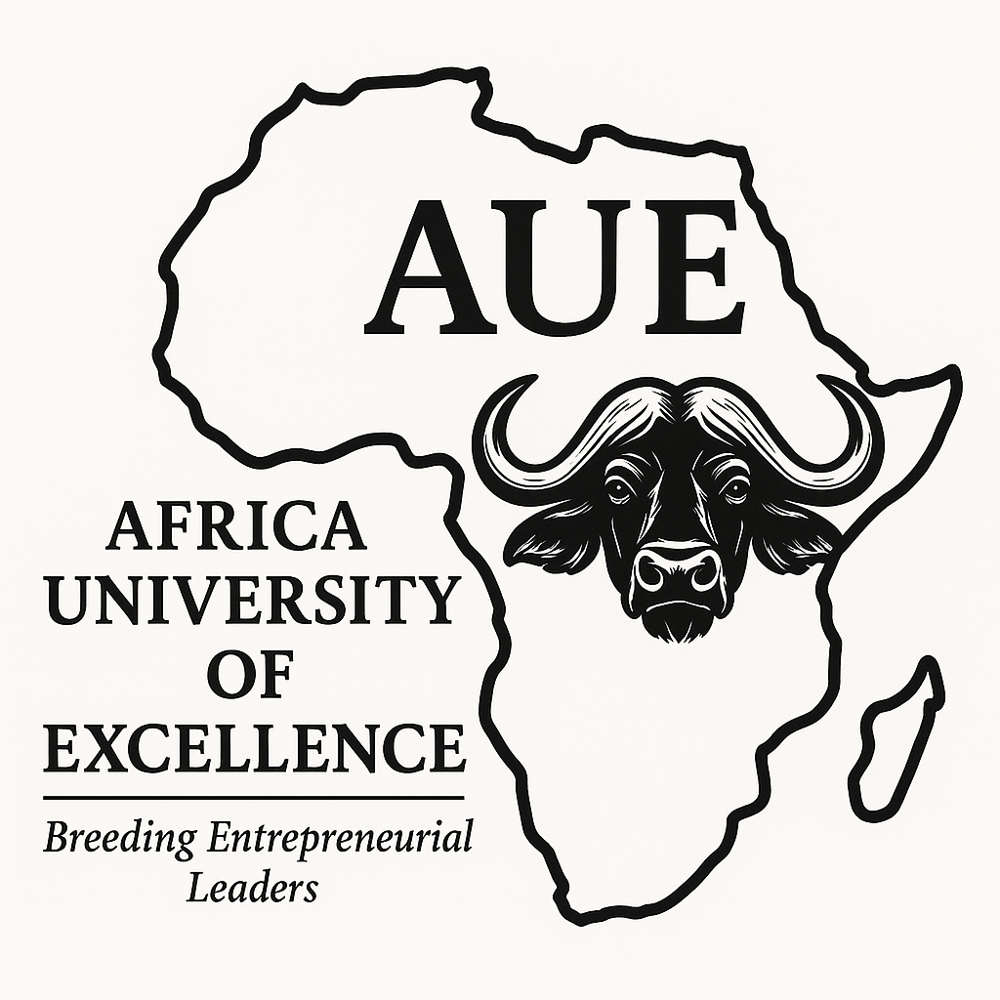 AUE
AFRICA
UNIVERSITY
OF
EXCELLENCE
Breeding Entrepreneurial
Leaders